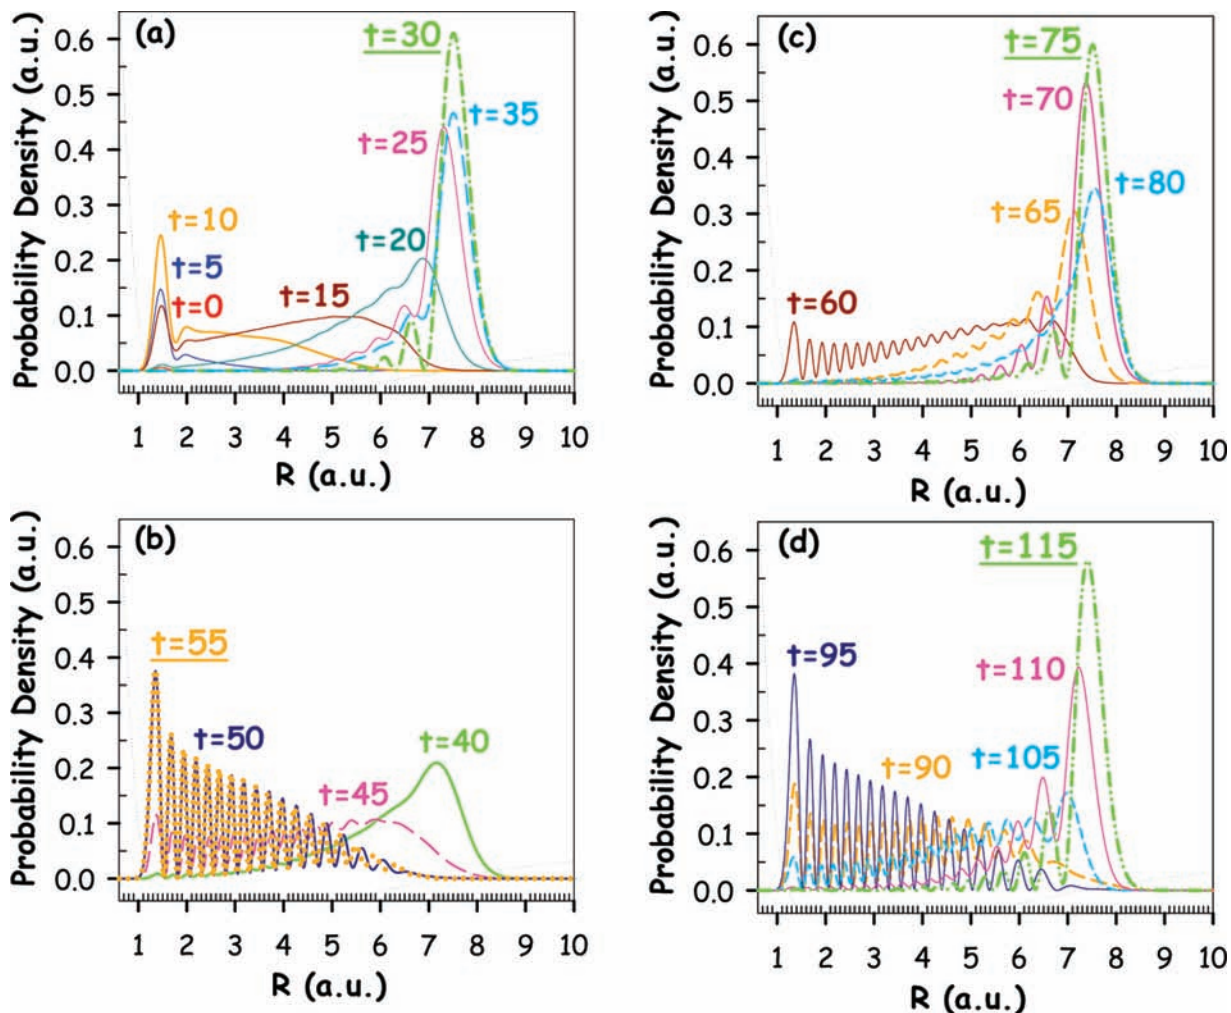 (a)
t=30
t=35
t=25
t=10
t=20
t=5
t=0
t=15
Probability Density (a.u.)
0.6
0.5
0.4
0.3
0.2
0.1
0.0
1 2 3 4 5 6 7 8 9 10
R (a.u.)
(c)
t=75
t=70
t=80
t=65
t=60
Probability Density (a.u.)
0.6
0.5
0.4
0.3
0.2
0.1
0.0
1 2 3 4 5 6 7 8 9 10
R (a.u.)
(b)
t=55
t=50
t=40
t=45
Probability Density (a.u.)
0.6
0.5
0.4
0.3
0.2
0.1
0.0
1 2 3 4 5 6 7 8 9 10
R (a.u.)
(d)
t=115
t=95
t=110
t=90
t=105
Probability Density (a.u.)
0.6
0.5
0.4
0.3
0.2
0.1
0.0
1 2 3 4 5 6 7 8 9 10
R (a.u.)